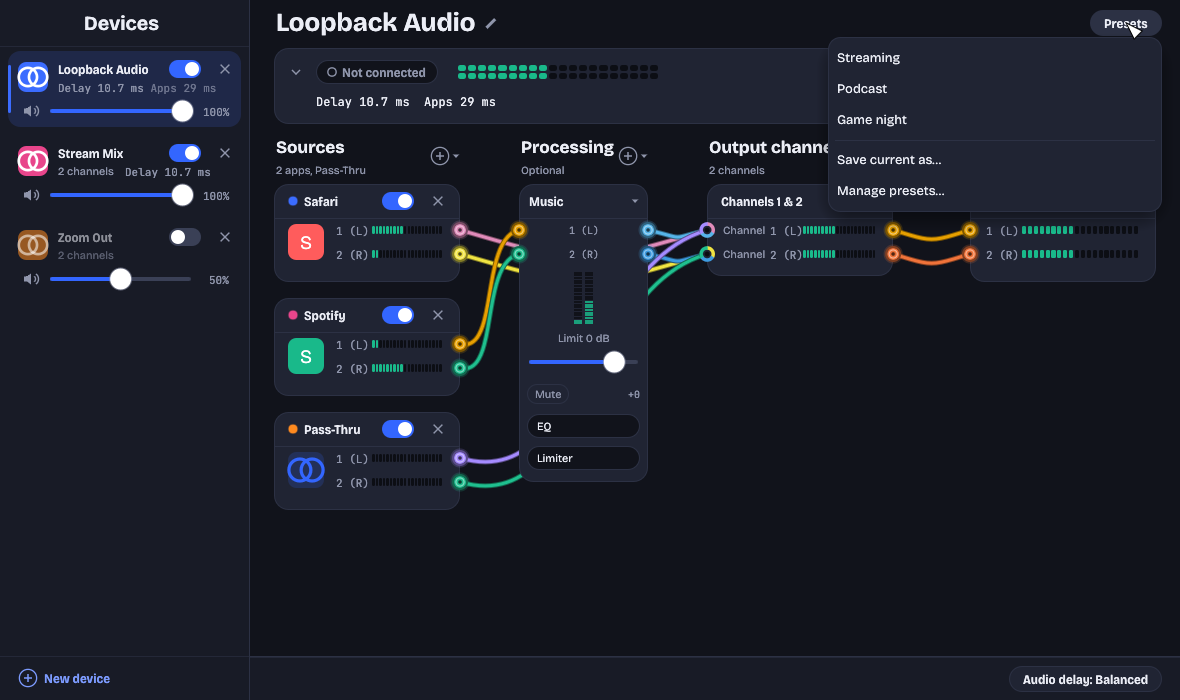 Devices
Loopback Audio
Delay 10.7 ms Apps 29 ms
100%
Stream Mix
2 channels Delay 10.7 ms
100%
Zoom Out
2 channels
50%
New device
Loopback Audio
Presets
Not connected
Delay 10.7 ms Apps 29 ms
Streaming
Podcast
Game night
Save current as...
Manage presets...
Sources
2 apps, Pass-Thru
Safari
S
1 (L)
2 (R)
Spotify
S
1 (L)
2 (R)
Pass-Thru
1 (L)
2 (R)
Processing
Optional
Music
1 (L)
2 (R)
Limit 0 dB
Mute +0
EQ
Limiter
Output channe
2 channels
Channels 1 & 2
Channel 1 (L)
Channel 2 (R)
1 (L)
2 (R)
Audio delay: Balanced